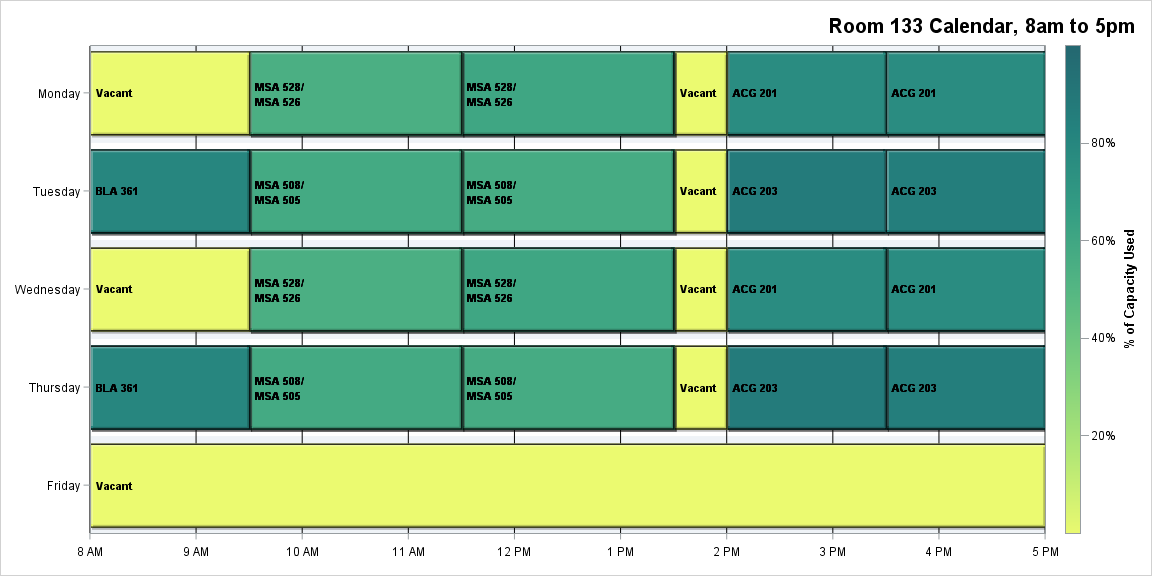 Room 133 Calendar, 8am to 5pm
Monday
Vacant
MSA 528/
MSA 526
MSA 528/
MSA 526
Vacant
ACG 201
ACG 201
Tuesday
BLA 361
MSA 508/
MSA 505
MSA 508/
MSA 505
Vacant
ACG 203
ACG 203
Wednesday
Vacant
MSA 528/
MSA 526
MSA 528/
MSA 526
Vacant
ACG 201
ACG 201
Thursday
BLA 361
MSA 508/
MSA 505
MSA 508/
MSA 505
Vacant
ACG 203
ACG 203
Friday
Vacant
8 AM 9 AM 10 AM 11 AM 12 PM 1 PM 2 PM 3 PM 4 PM 5 PM
80%
60%
40%
20%
% of Capacity Used